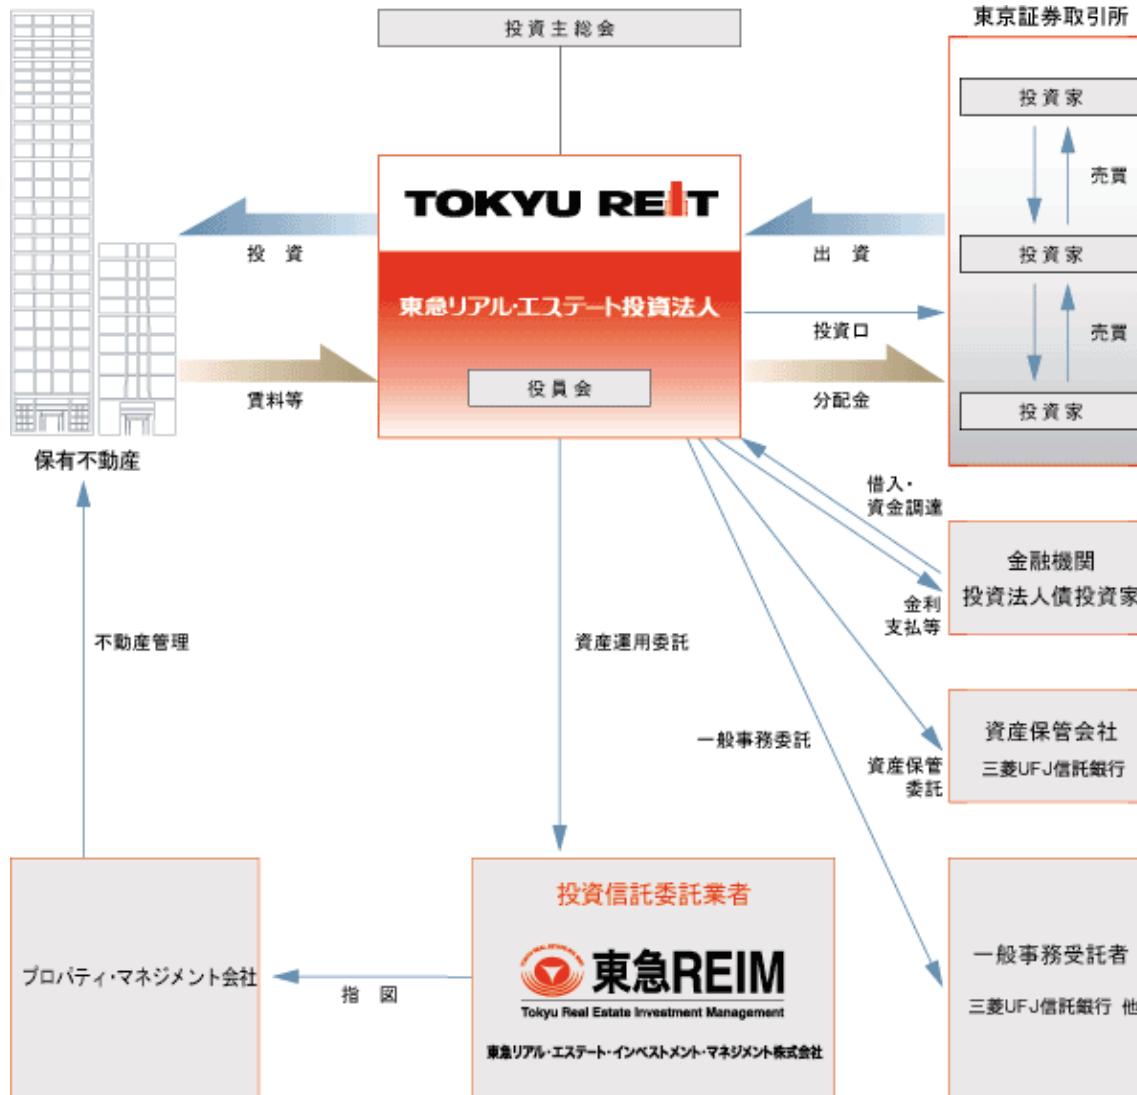 東京証券取引所
投資主総会
投資家
売買
TOKYU REIT
投資
出資
投資家
東急リアル・エステート投資法人
投資口
売買
役員会
賃料等
分配金
投資家
保有不動産
借入・
資金調達
金融機関
投資法人債投資家
金利
支払等
不動産管理
資産運用委託
一般事務委託
資産保管会社
三菱UFJ信託銀行
資産保管
委託
投資信託委託業者
東急REIM
Tokyu Real Estate Investment Management
東急リアル・エステート・インベストメント・マネジメント株式会社
プロパティ・マネジメント会社
指図
一般事務受託者
三菱UFJ信託銀行 他